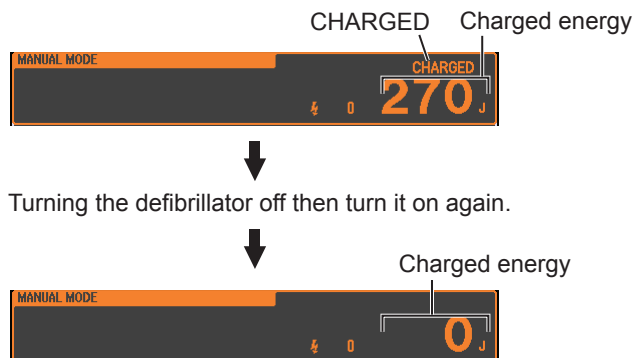 CHARGED Charged energy
MANUAL MODE
CHARGED
0 270 J
Turning the defibrillator off then turn it on again.
Charged energy
MANUAL MODE
0 0 J